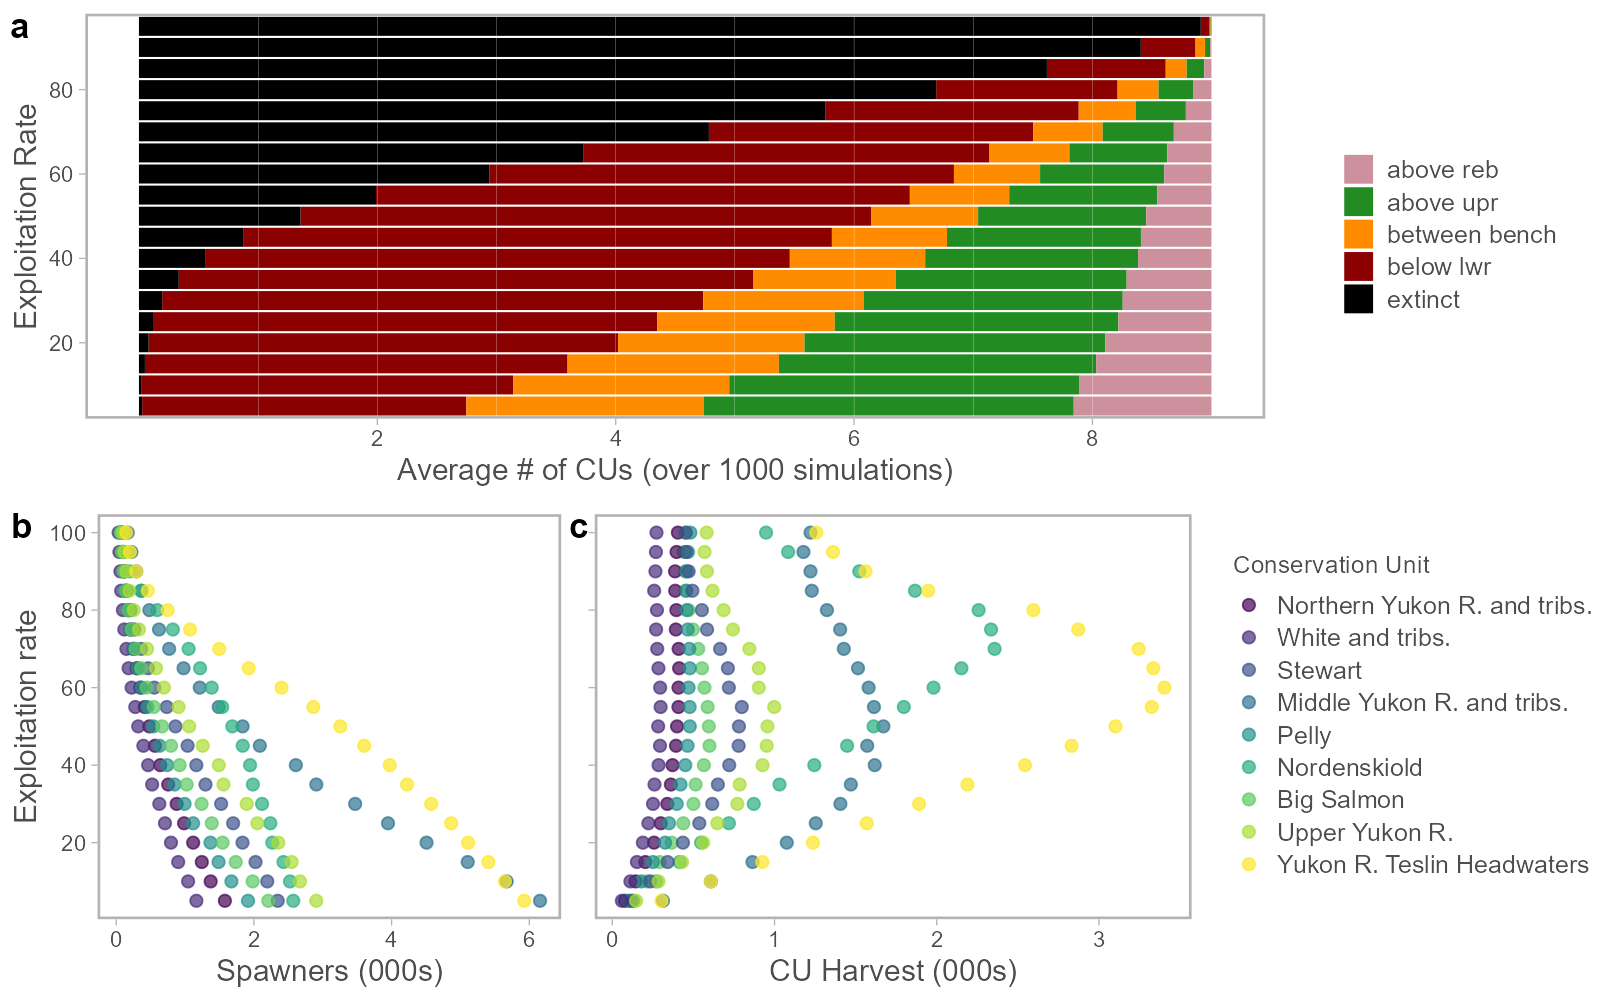 a
Exploitation Rate
80
60
40
20
2 4 6 8
Average # of CUs (over 1000 simulations)
above reb
above upr
between bench
below lwr
extinct
b
Exploitation rate
100
80
60
40
20
0 2 4 6
Spawners (000s)
c
0 1 2 3
CU Harvest (000s)
Conservation Unit
Northern Yukon R. and tribs.
White and tribs.
Stewart
Middle Yukon R. and tribs.
Pelly
Nordenskiold
Big Salmon
Upper Yukon R.
Yukon R. Teslin Headwaters